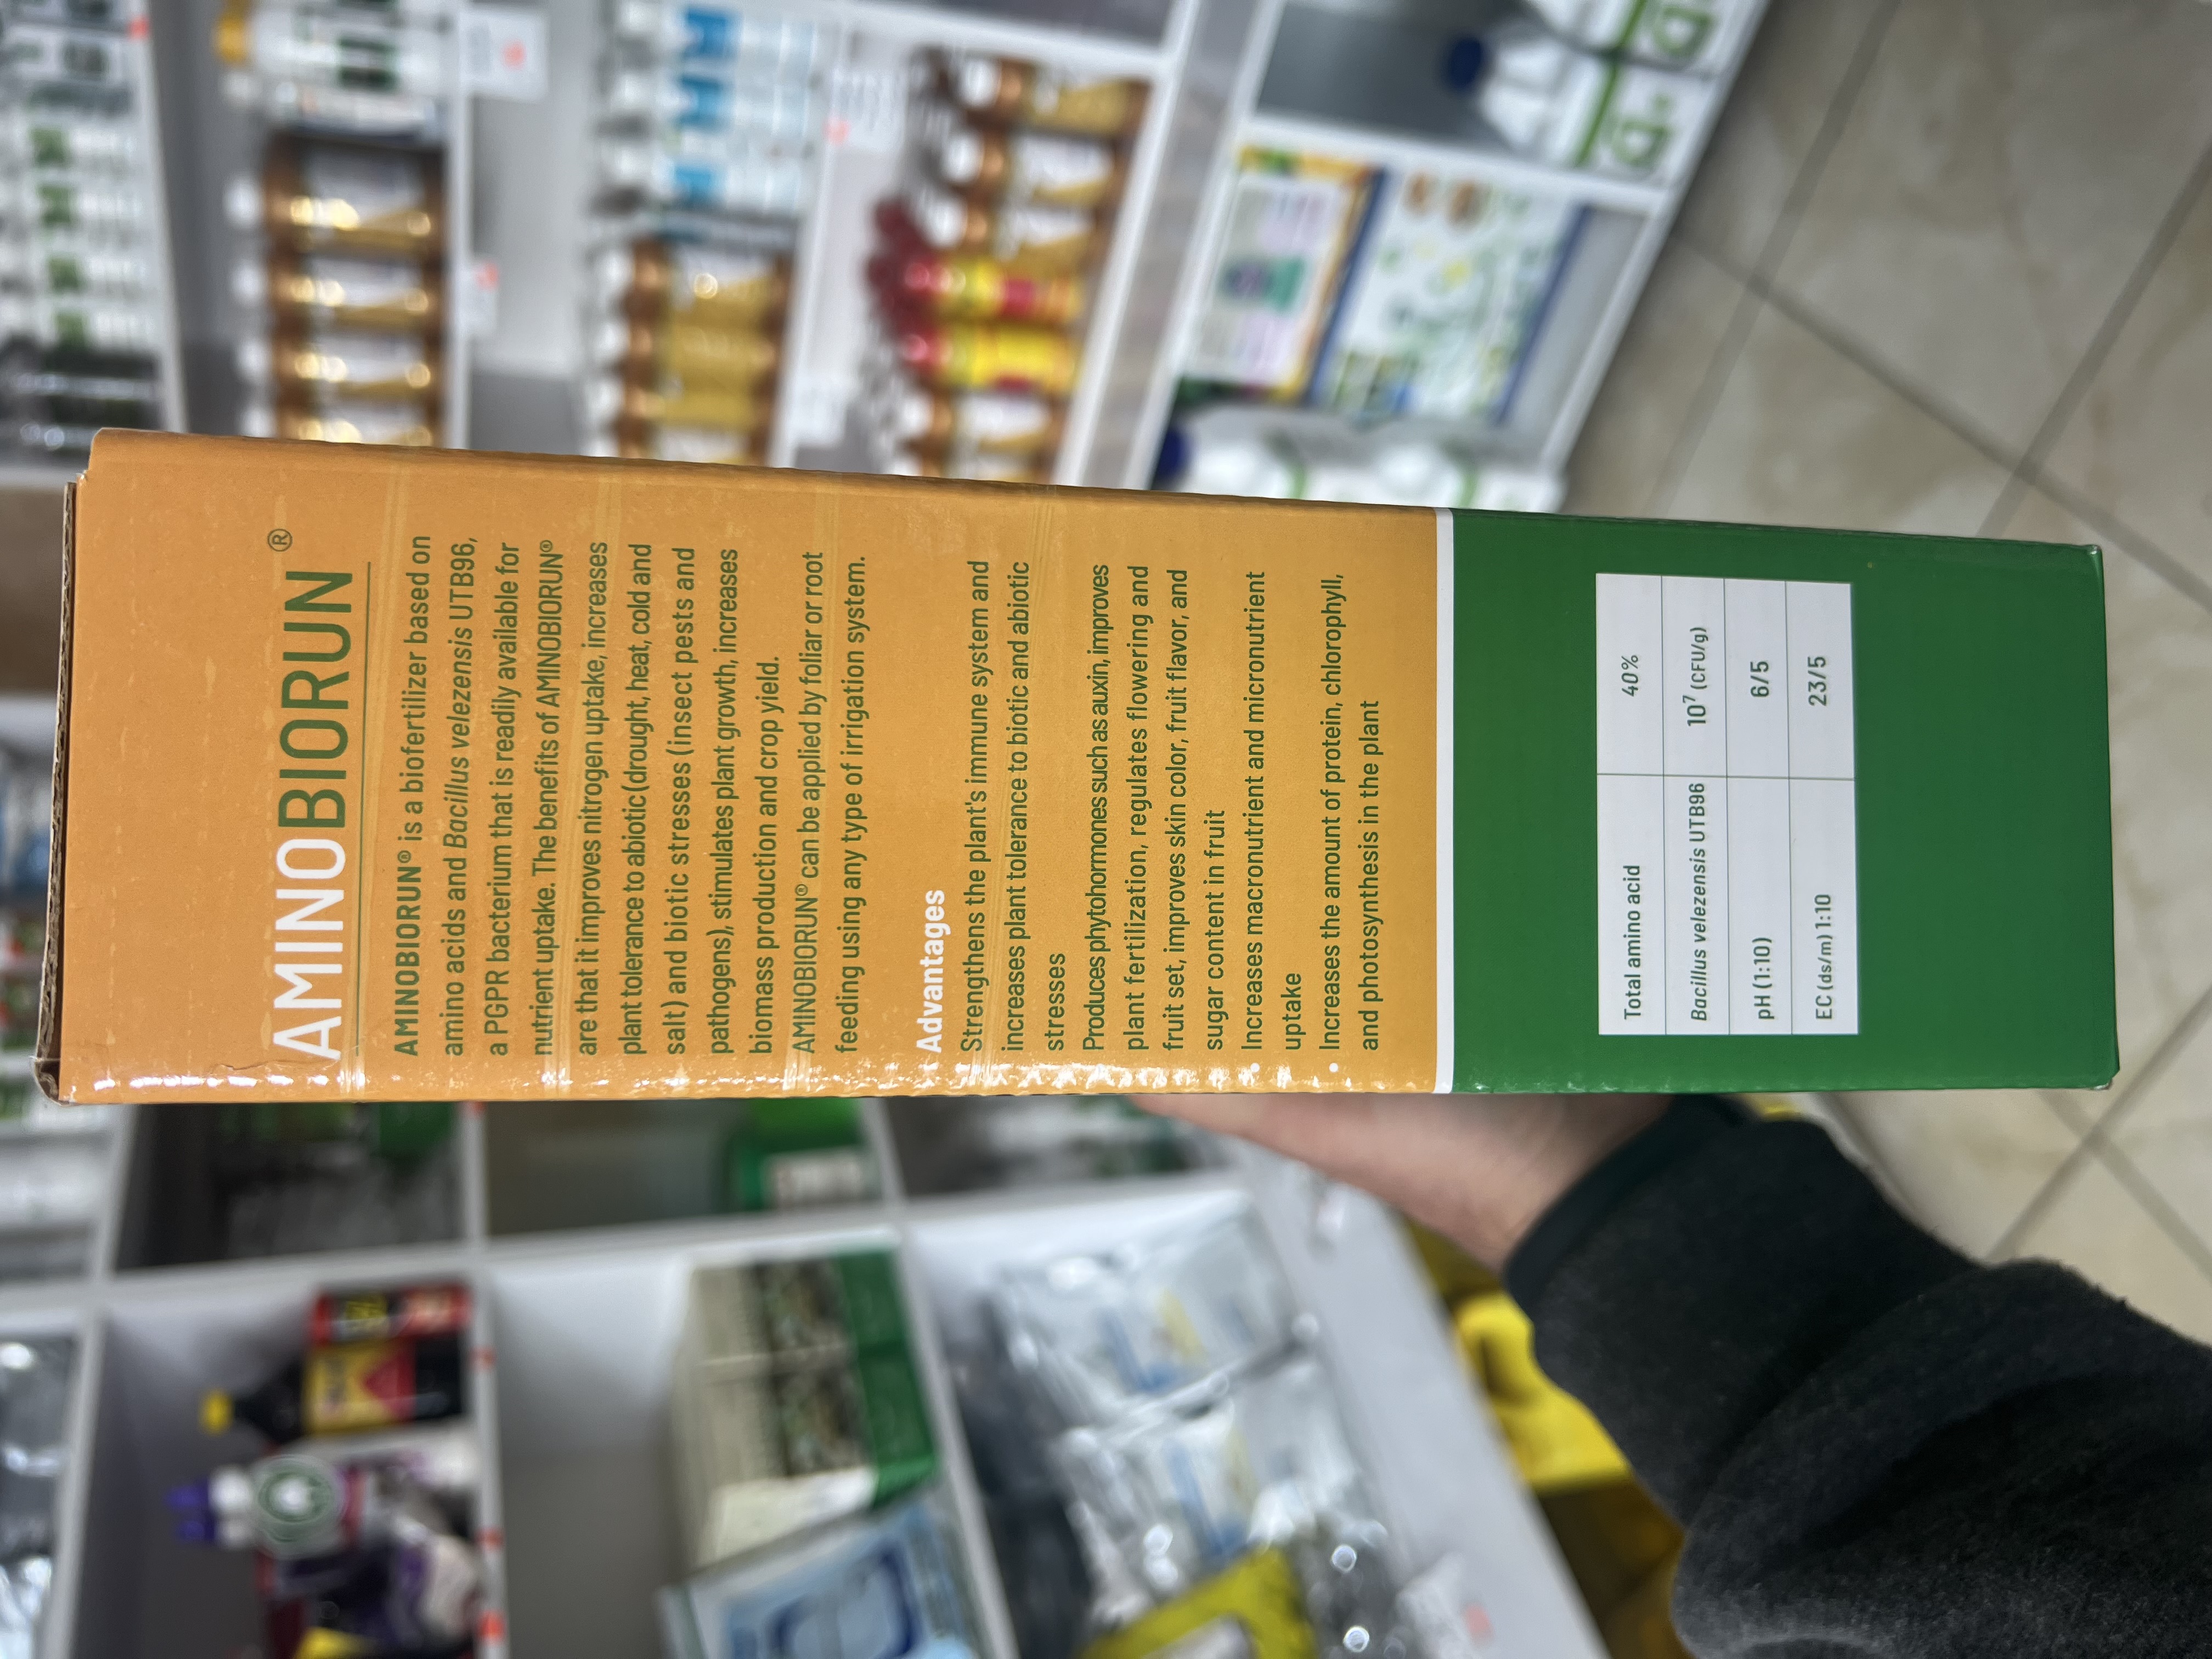 AMINOBIORUN®
AMINOBIORUN® is a biofertilizer based on
amino acids and Bacillus velezensis UTB96,
a PGPR bacterium that is readily available for
nutrient uptake. The benefits of AMINOBIORUN®
are that it improves nitrogen uptake, increases
plant tolerance to abiotic (drought, heat, cold and
salt) and biotic stresses (insect pests and
pathogens), stimulates plant growth, increases
biomass production and crop yield.
AMINOBIORUN® can be applied by foliar or root
feeding using any type of irrigation system.
Advantages
Strengthens the plant's immune system and
increases plant tolerance to biotic and abiotic
stresses
Produces phytohormones such as auxin, improves
plant fertilization, regulates flowering and
fruit set, improves skin color, fruit flavor, and
sugar content in fruit
• Increases macronutrient and micronutrient
uptake
• Increases the amount of protein, chlorophyll,
and photosynthesis in the plant
Total amino acid 40%
Bacillus velezensis UTB96 10⁷ (CFU/g)
pH (1:10) 6/5
EC (ds/m) 1:10 23/5